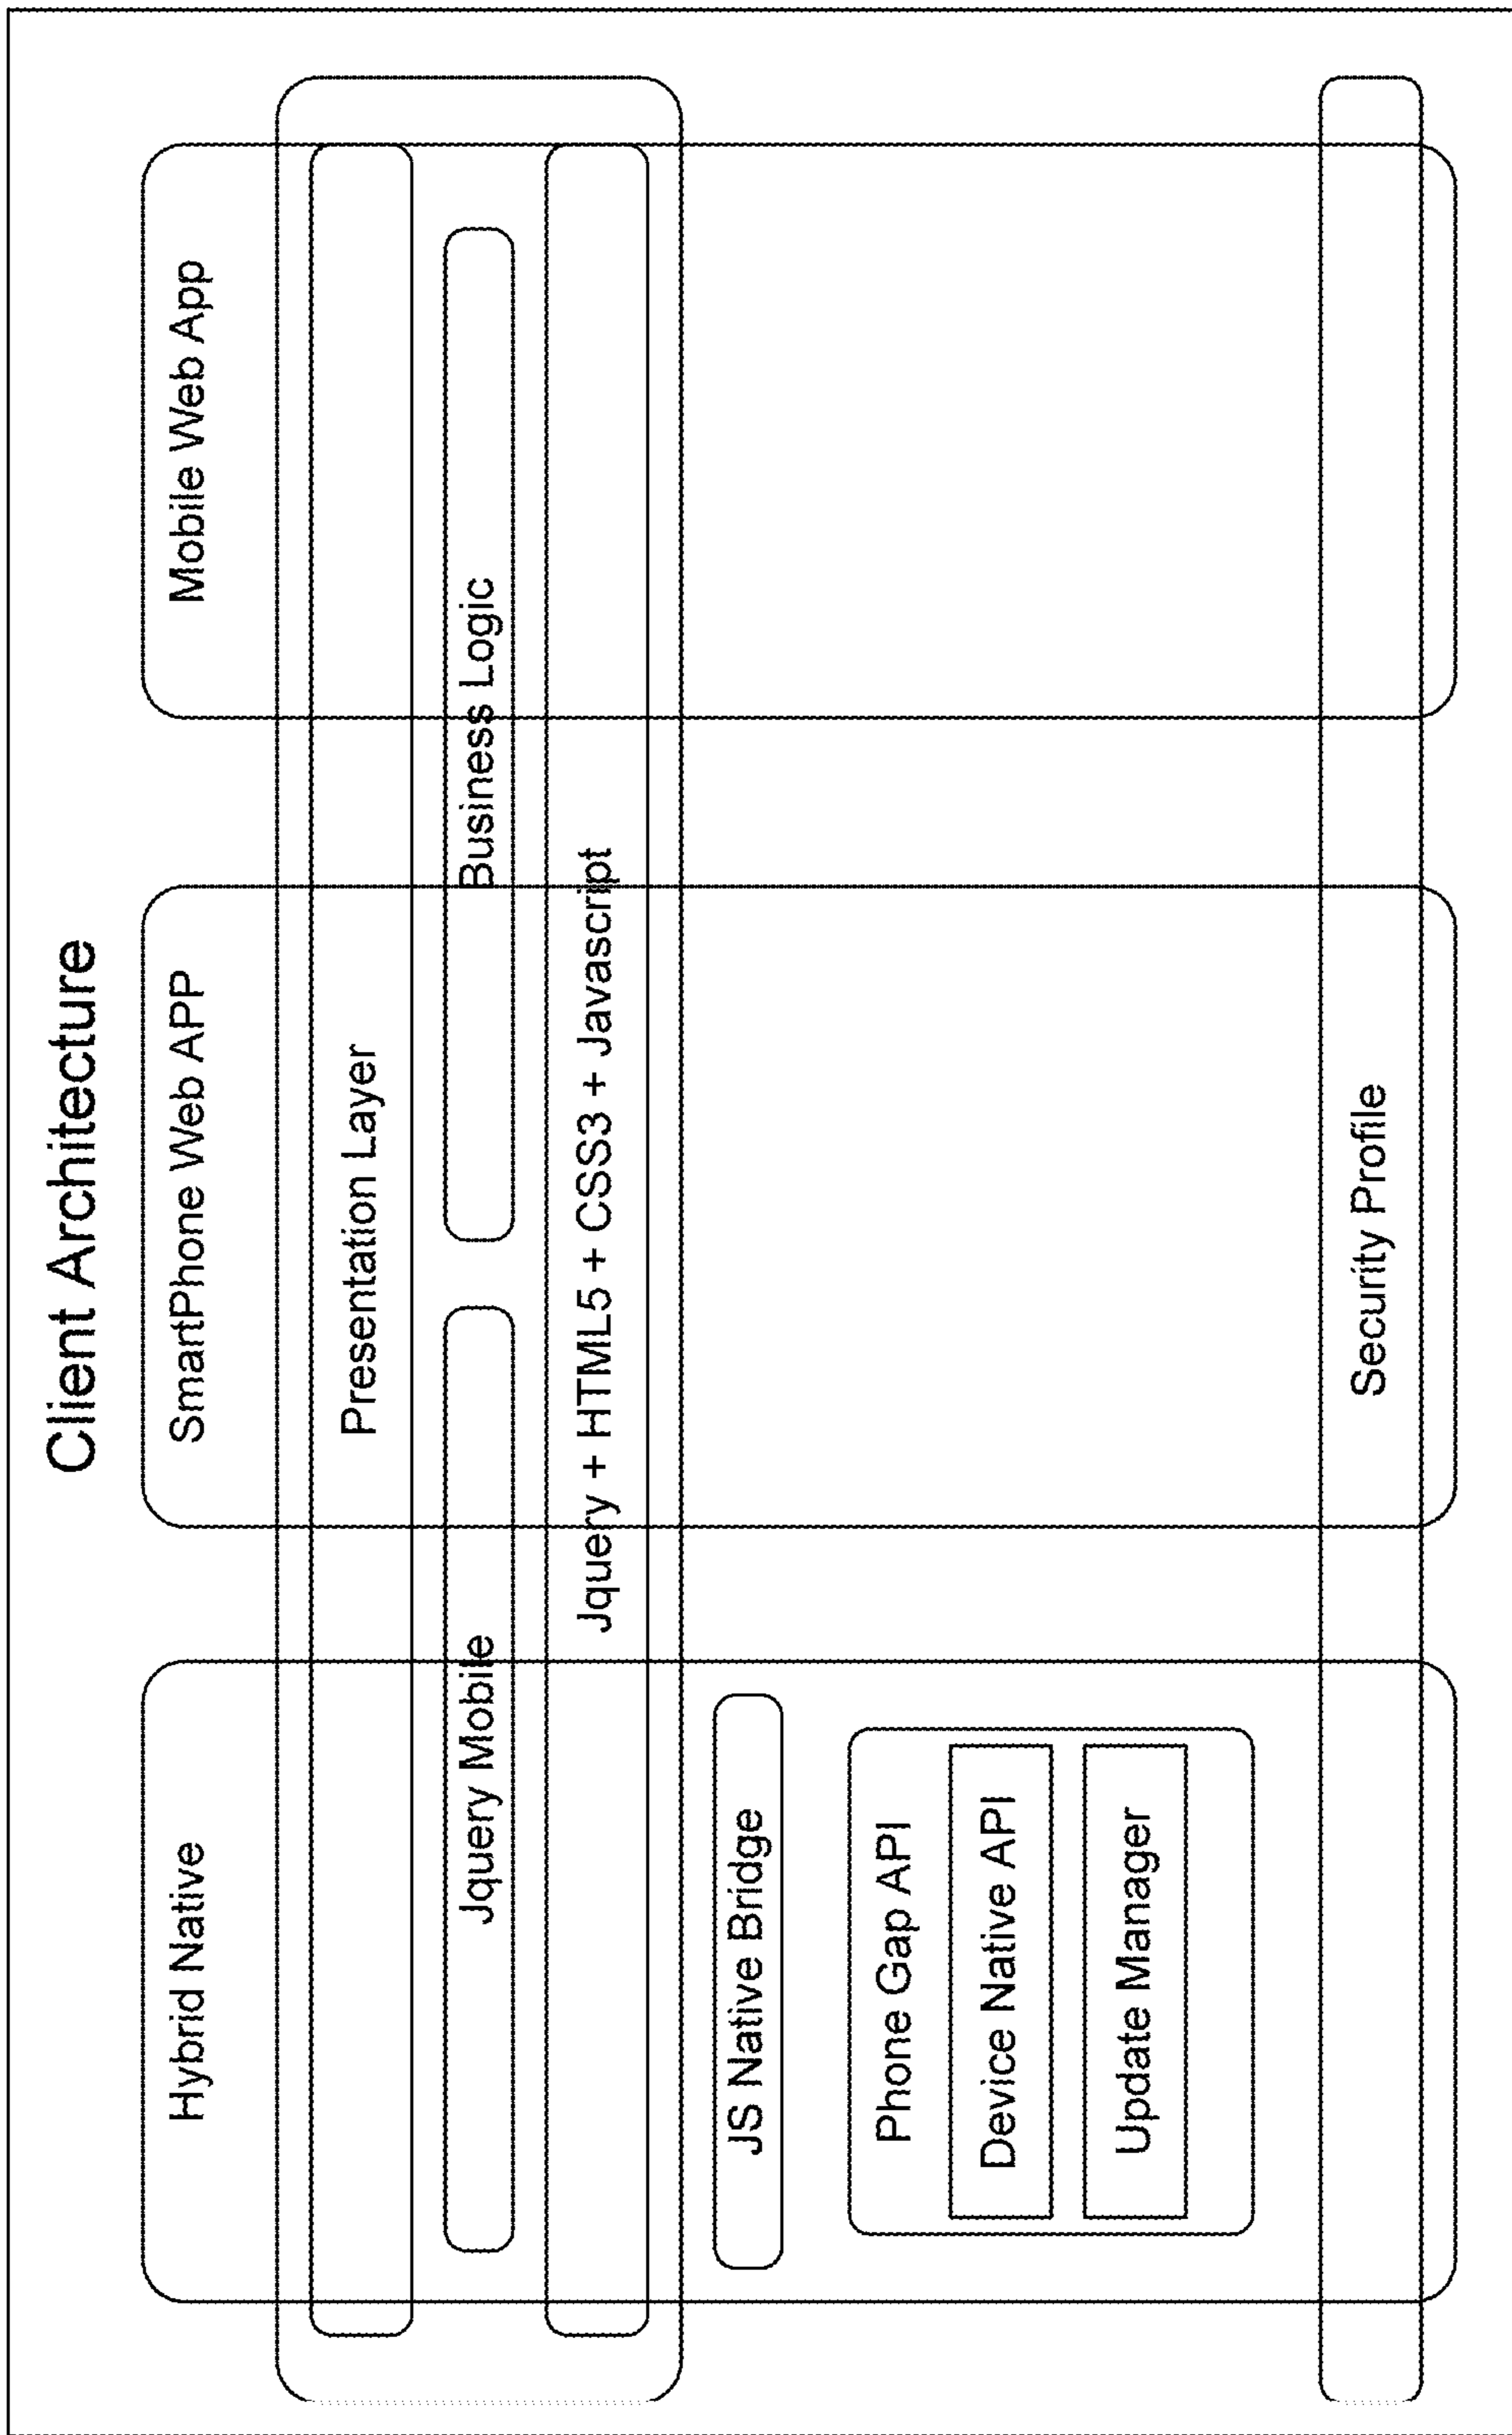 Client Architecture
Hybrid Native
SmartPhone Web APP
Mobile Web App
Presentation Layer
Jquery Mobile
Business Logic
Jquery + HTML5 + CSS3 + Javascript
JS Native Bridge
Phone Gap API
Device Native API
Update Manager
Security Profile